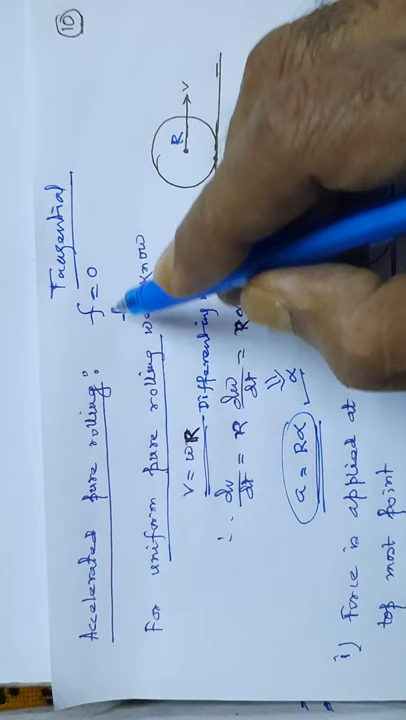 10
Accelerated pure rolling:
Tangential
f = 0
For uniform pure rolling we know
v = ωR
R
v
Differenting
∴ dv/dt = R dω/dt = R
⇓
α
a = Rα
i) Force is applied at
top most point